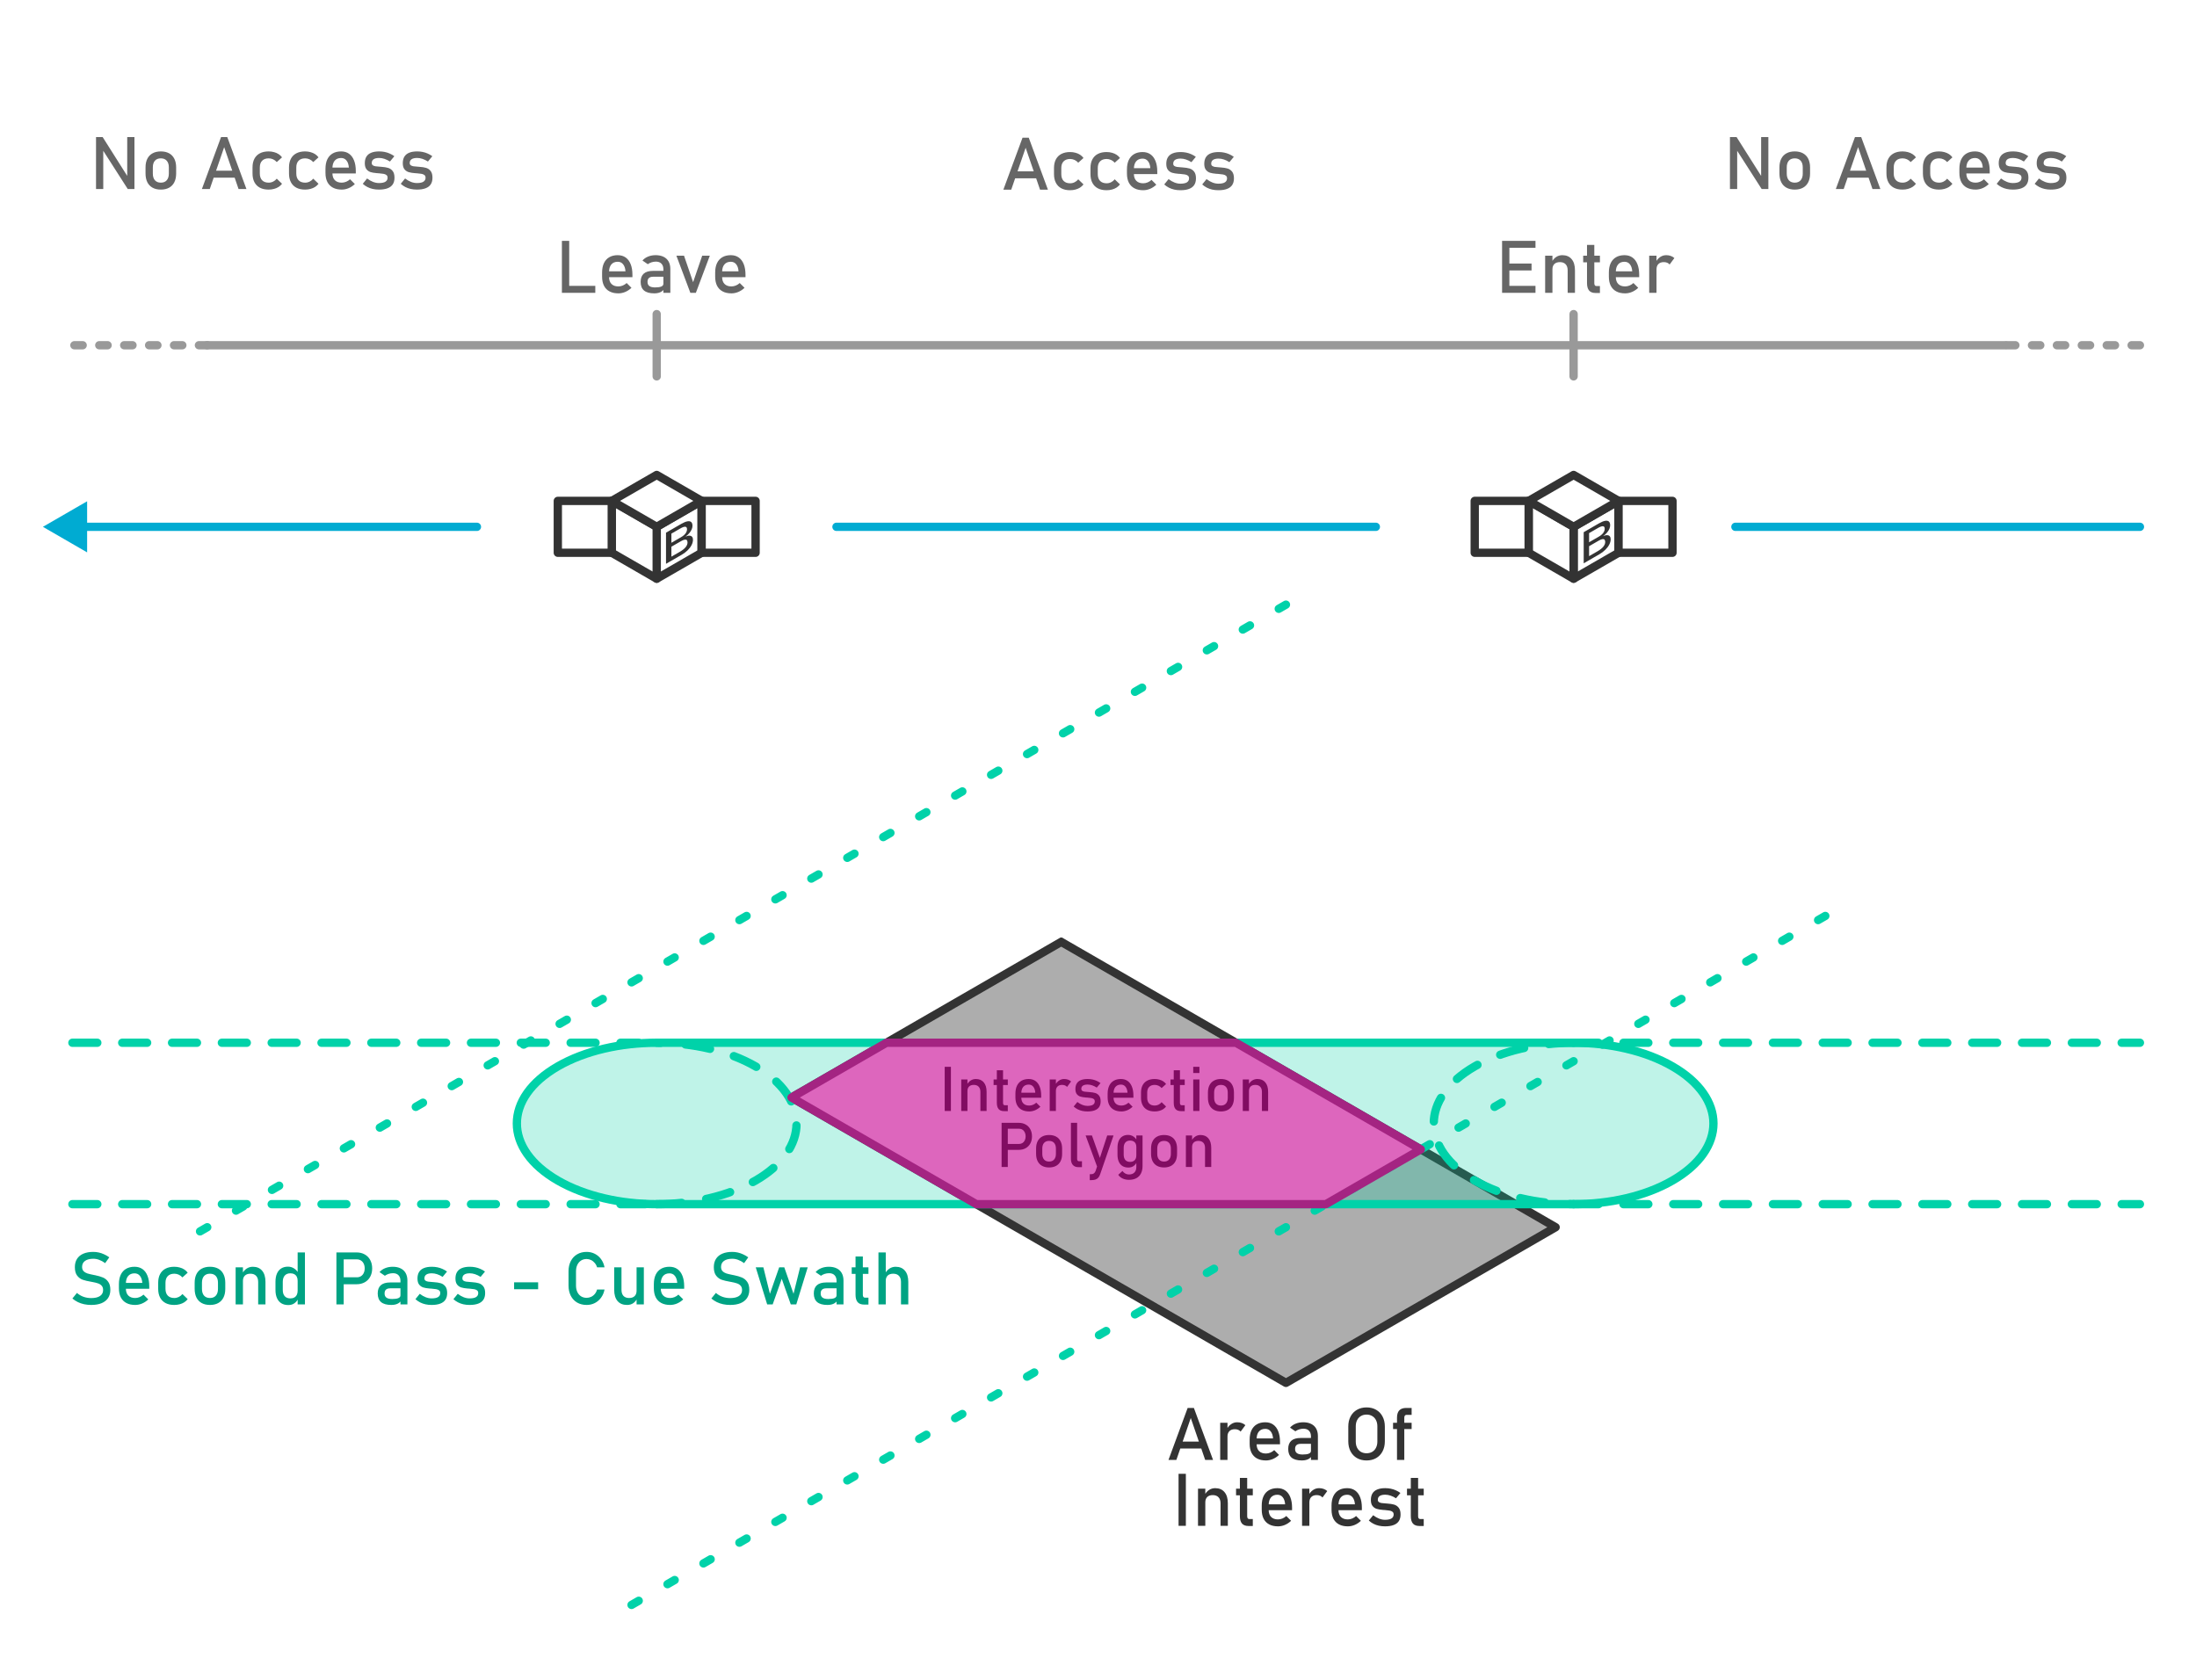 No Access
Access
No Access
Leave
Enter
B
B
Intersection
Polygon
Second Pass - Cue Swath
Area Of
Interest